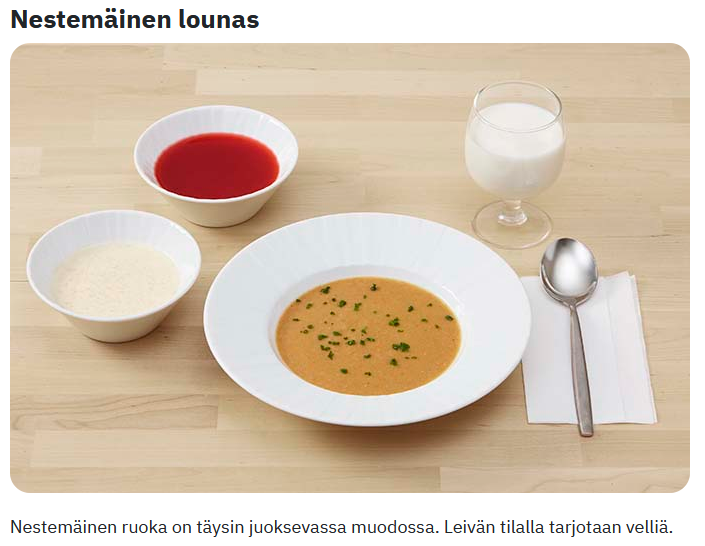 Nestemäinen lounas
Nestemäinen ruoka on täysin juoksevassa muodossa. Leivän tilalla tarjotaan velliä.